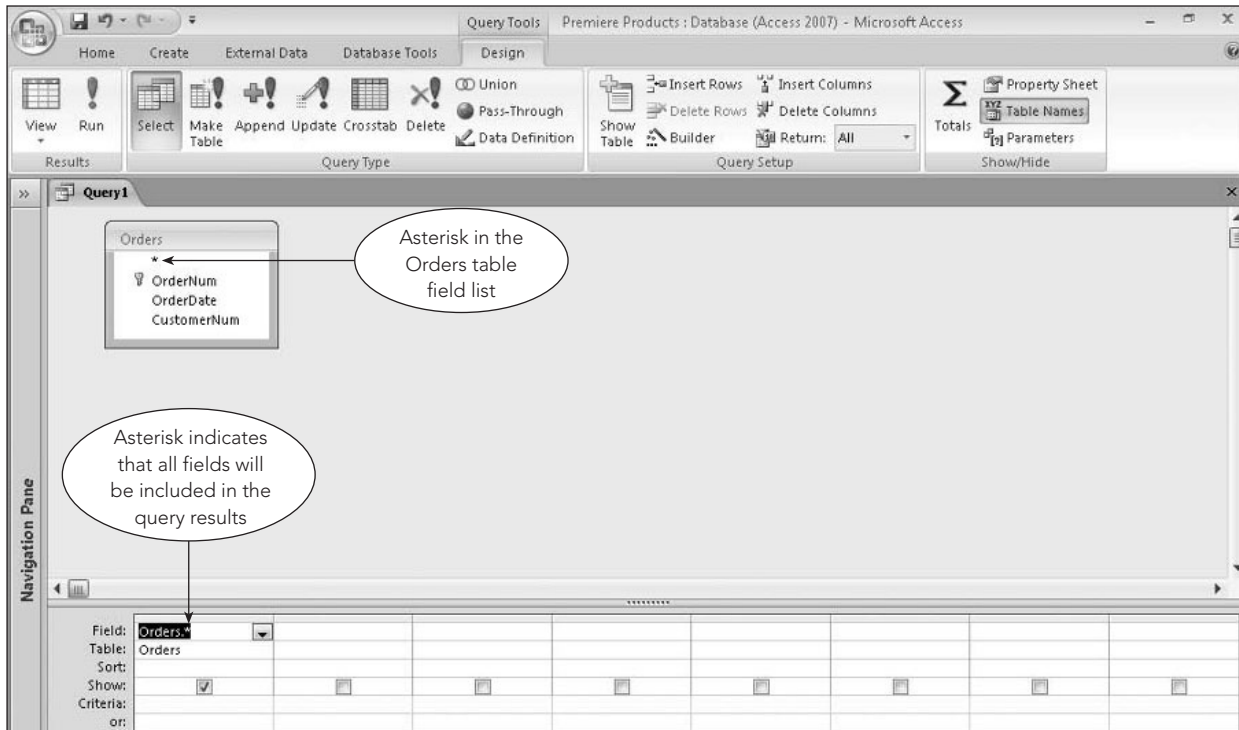 Query Tools
Premiere Products : Database (Access 2007) - Microsoft Access
Home
Create
External Data
Database Tools
Design
View
Run
Results
Select
Make Table
Append
Update
Crosstab
Delete
Union
Pass-Through
Data Definition
Query Type
Show Table
Insert Rows
Delete Rows
Builder
Insert Columns
Delete Columns
Return: All
Query Setup
Σ
Totals
Property Sheet
XYZ
Table Names
[?]
Parameters
Show/Hide
»
Query1
Navigation Pane
Orders
*
OrderNum
OrderDate
CustomerNum
Asterisk in the
Orders table
field list
Asterisk indicates
that all fields will
be included in the
query results
Field: Orders.*
Table: Orders
Sort:
Show:
Criteria:
or: